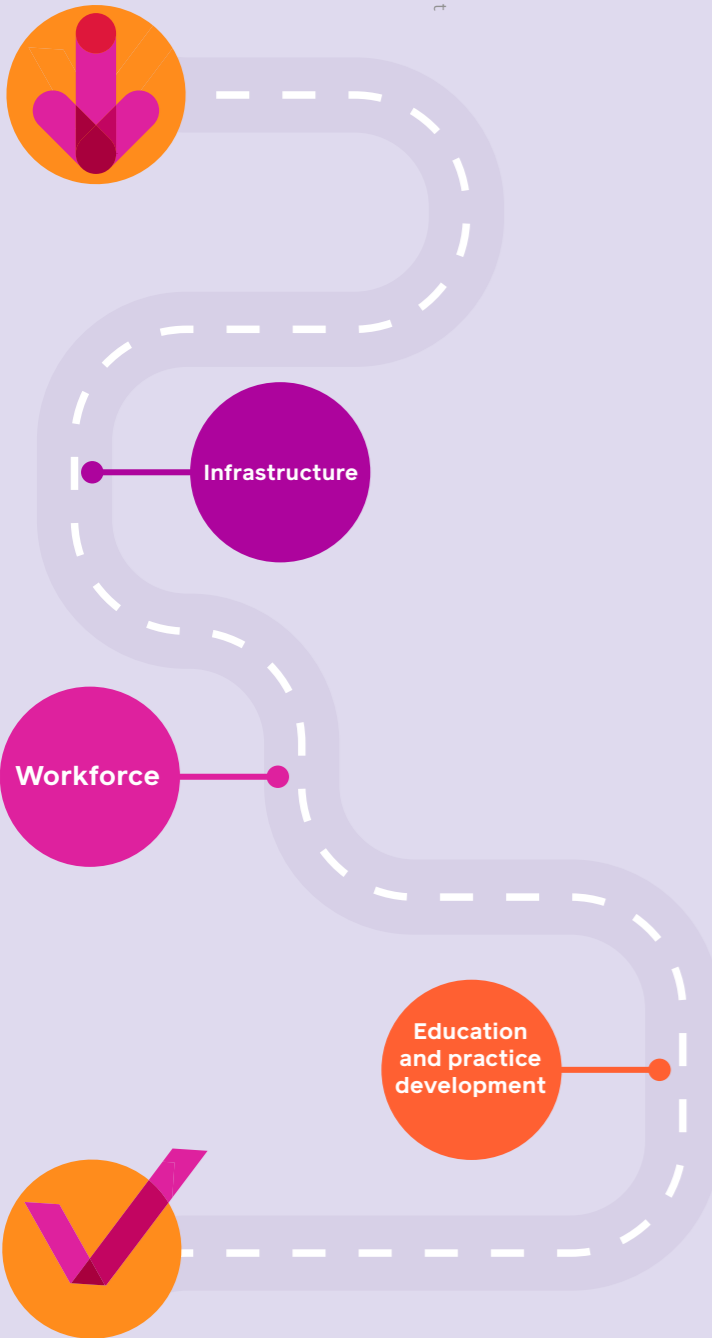 Infrastructure
Workforce
Education
and practice
development